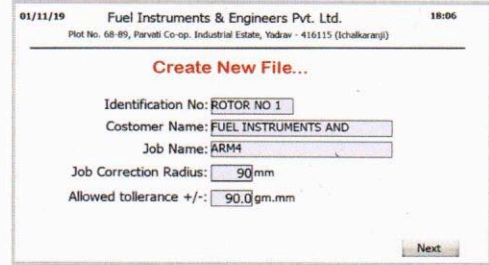 01/11/19 Fuel Instruments & Engineers Pvt. Ltd. 18:06
Plot No. 68-89, Parvati Co-op. Industrial Estate, Yadrav - 416115 (Ichalkaranji)
Create New File...
Identification No: ROTOR NO 1
Costomer Name: FUEL INSTRUMENTS AND
Job Name: ARM4
Job Correction Radius: 90 mm
Allowed tollerance +/-: 90.0 gm.mm
Next